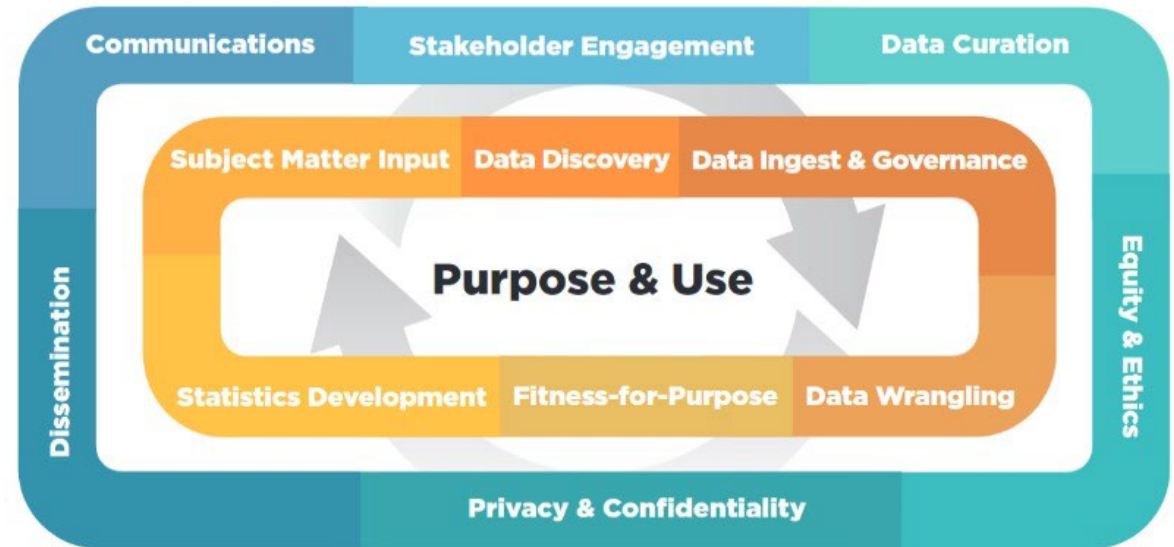 Communications
Stakeholder Engagement
Data Curation
Subject Matter Input
Data Discovery
Data Ingest & Governance
Purpose & Use
Dissemination
Equity & Ethics
Statistics Development
Fitness-for-Purpose
Data Wrangling
Privacy & Confidentiality